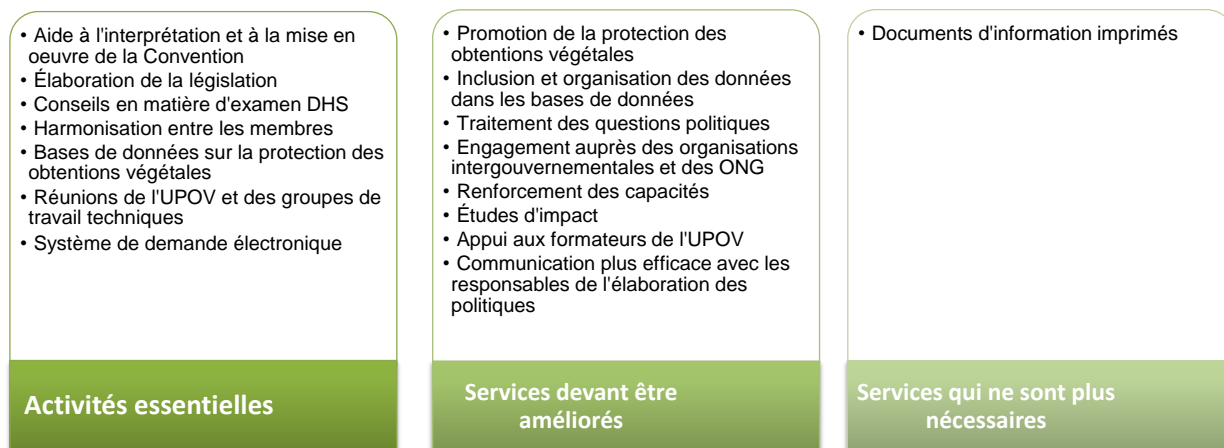 • Aide à l'interprétation et à la mise en
oeuvre de la Convention
• Élaboration de la législation
• Conseils en matière d'examen DHS
• Harmonisation entre les membres
• Bases de données sur la protection des
obtentions végétales
• Réunions de l'UPOV et des groupes de
travail techniques
• Système de demande électronique
Activités essentielles
• Promotion de la protection des
obtentions végétales
• Inclusion et organisation des données
dans les bases de données
• Traitement des questions politiques
• Engagement auprès des organisations
intergouvernementales et des ONG
• Renforcement des capacités
• Études d'impact
• Appui aux formateurs de l'UPOV
• Communication plus efficace avec les
responsables de l'élaboration des
politiques
Services devant être
améliorés
• Documents d'information imprimés
Services qui ne sont plus
nécessaires